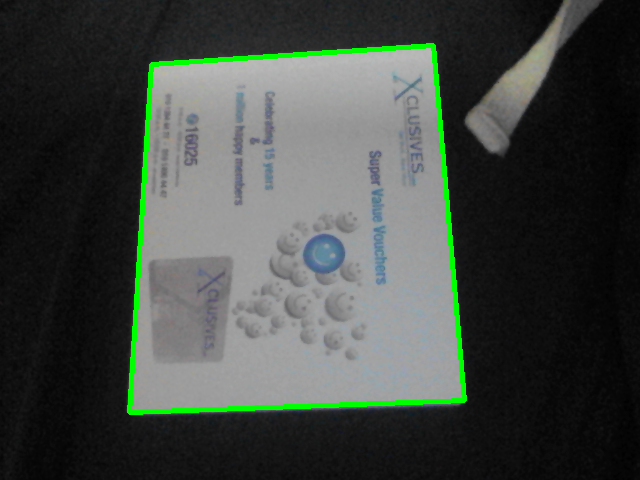 XCLUSIVES
Super Value Vouchers
Celebrating 15 years
&
1 million happy members
16025
XCLUSIVES